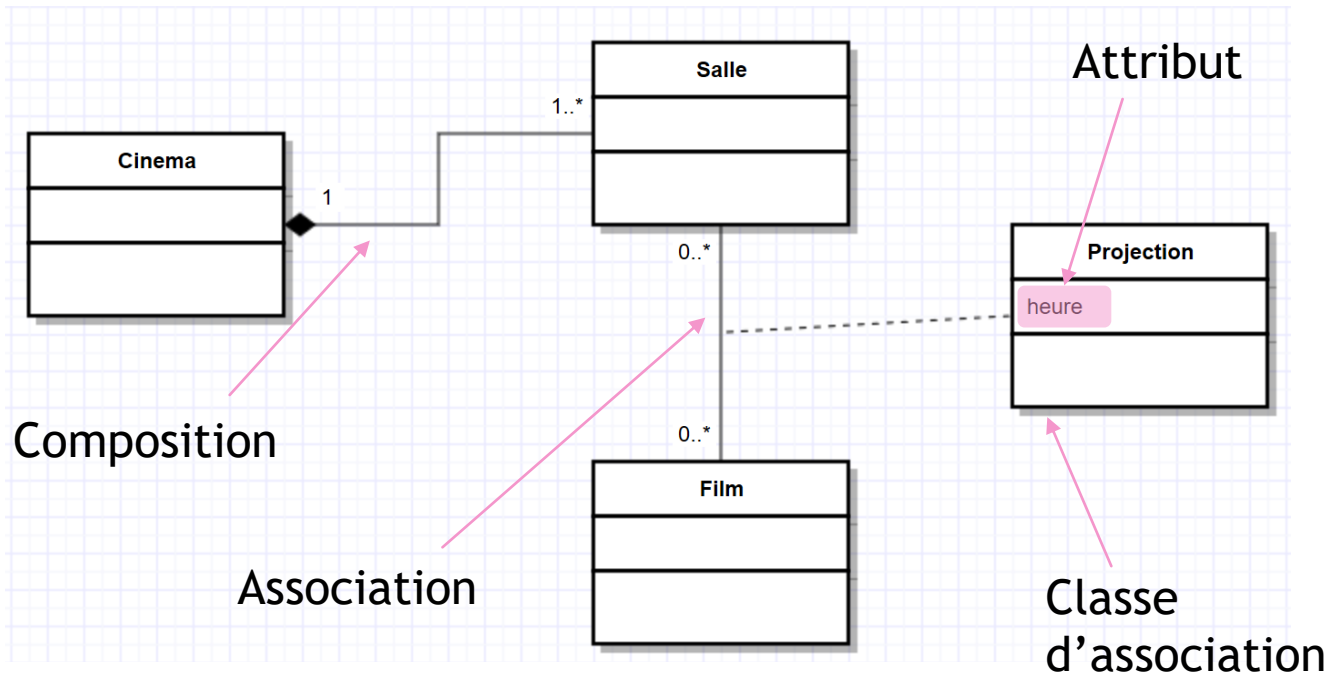 Salle
Attribut
1..*
Cinema
1
0..*
Projection
heure
Composition
0..*
Film
Association
Classe
d’association